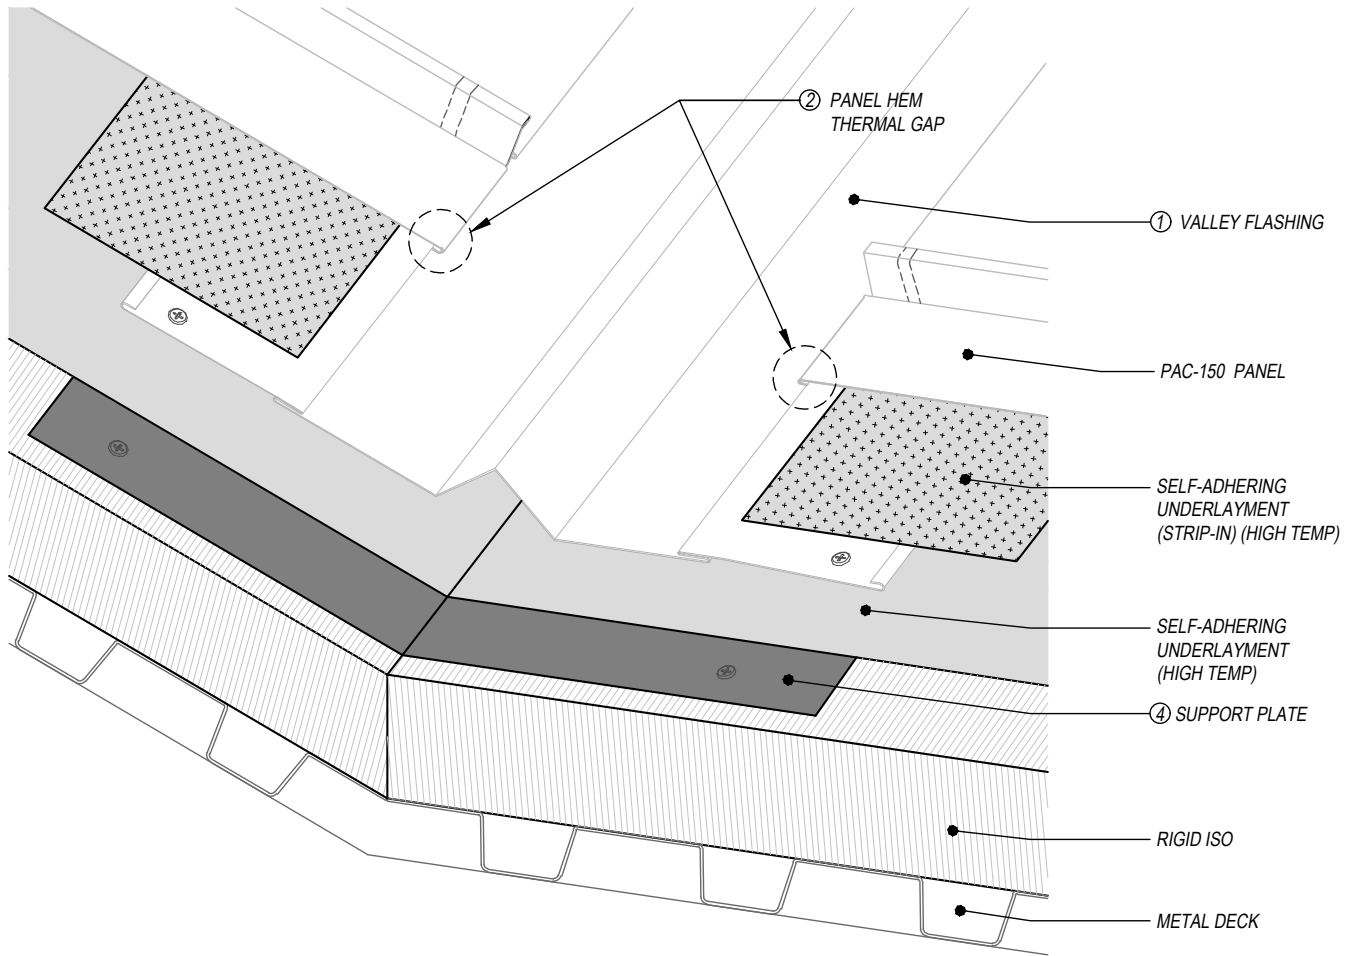 ② PANEL HEM
THERMAL GAP
① VALLEY FLASHING
PAC-150 PANEL
SELF-ADHERING
UNDERLAYMENT
(STRIP-IN) (HIGH TEMP)
SELF-ADHERING
UNDERLAYMENT
(HIGH TEMP)
④ SUPPORT PLATE
RIGID ISO
METAL DECK